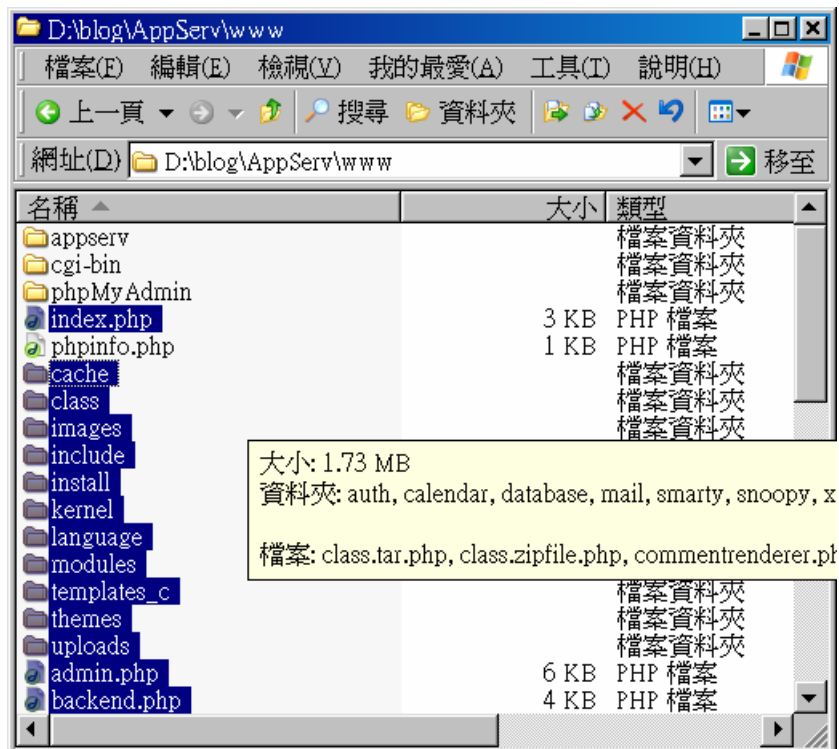 D:\blog\AppServ\www
檔案(F) 編輯(E) 檢視(V) 我的最愛(A) 工具(T) 說明(H)
上一頁 搜尋 資料夾
網址(D) D:\blog\AppServ\www 移至
名稱 大小 類型
appserv 檔案資料夾
cgi-bin 檔案資料夾
phpMyAdmin 檔案資料夾
index.php 3 KB PHP 檔案
phpinfo.php 1 KB PHP 檔案
cache 檔案資料夾
class 檔案資料夾
images 檔案資料夾
include
install
kernel
language
modules
大小: 1.73 MB
資料夾: auth, calendar, database, mail, smarty, snoopy, x
檔案: class.tar.php, class.zipfile.php, commentrenderer.ph
templates_c 檔案資料夾
themes 檔案資料夾
uploads 檔案資料夾
admin.php 6 KB PHP 檔案
backend.php 4 KB PHP 檔案